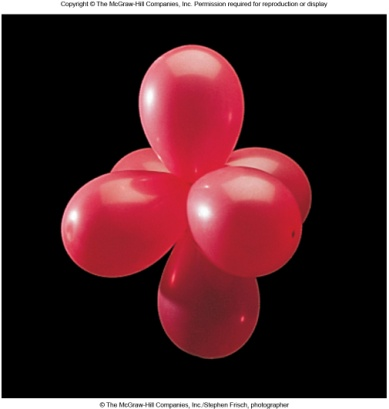 Copyright © The McGraw-Hill Companies, Inc. Permission required for reproduction or display
© The McGraw-Hill Companies, Inc./Stephen Frisch, photographer